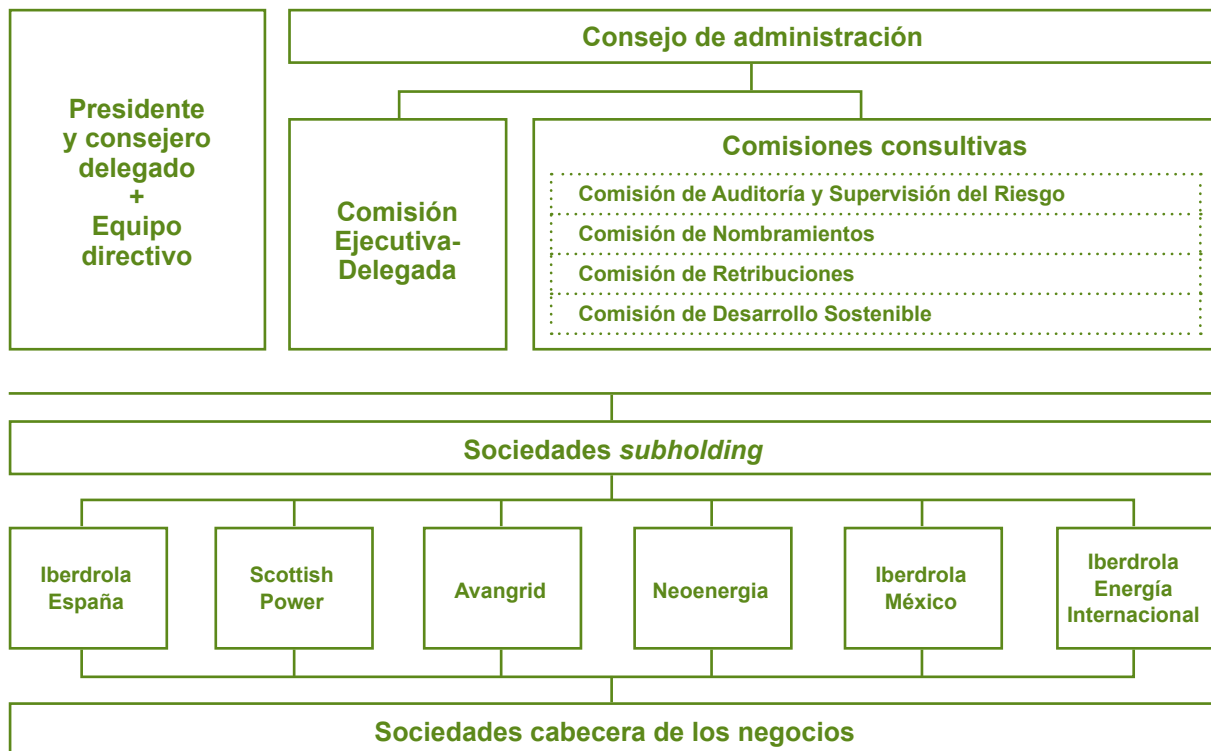 Presidente
y consejero
delegado
+
Equipo
directivo
Consejo de administración
Comisión
Ejecutiva-
Delegada
Comisiones consultivas
Comisión de Auditoría y Supervisión del Riesgo
Comisión de Nombramientos
Comisión de Retribuciones
Comisión de Desarrollo Sostenible
Sociedades subholding
Iberdrola
España
Scottish
Power
Avangrid
Neoenergia
Iberdrola
México
Iberdrola
Energía
Internacional
Sociedades cabecera de los negocios